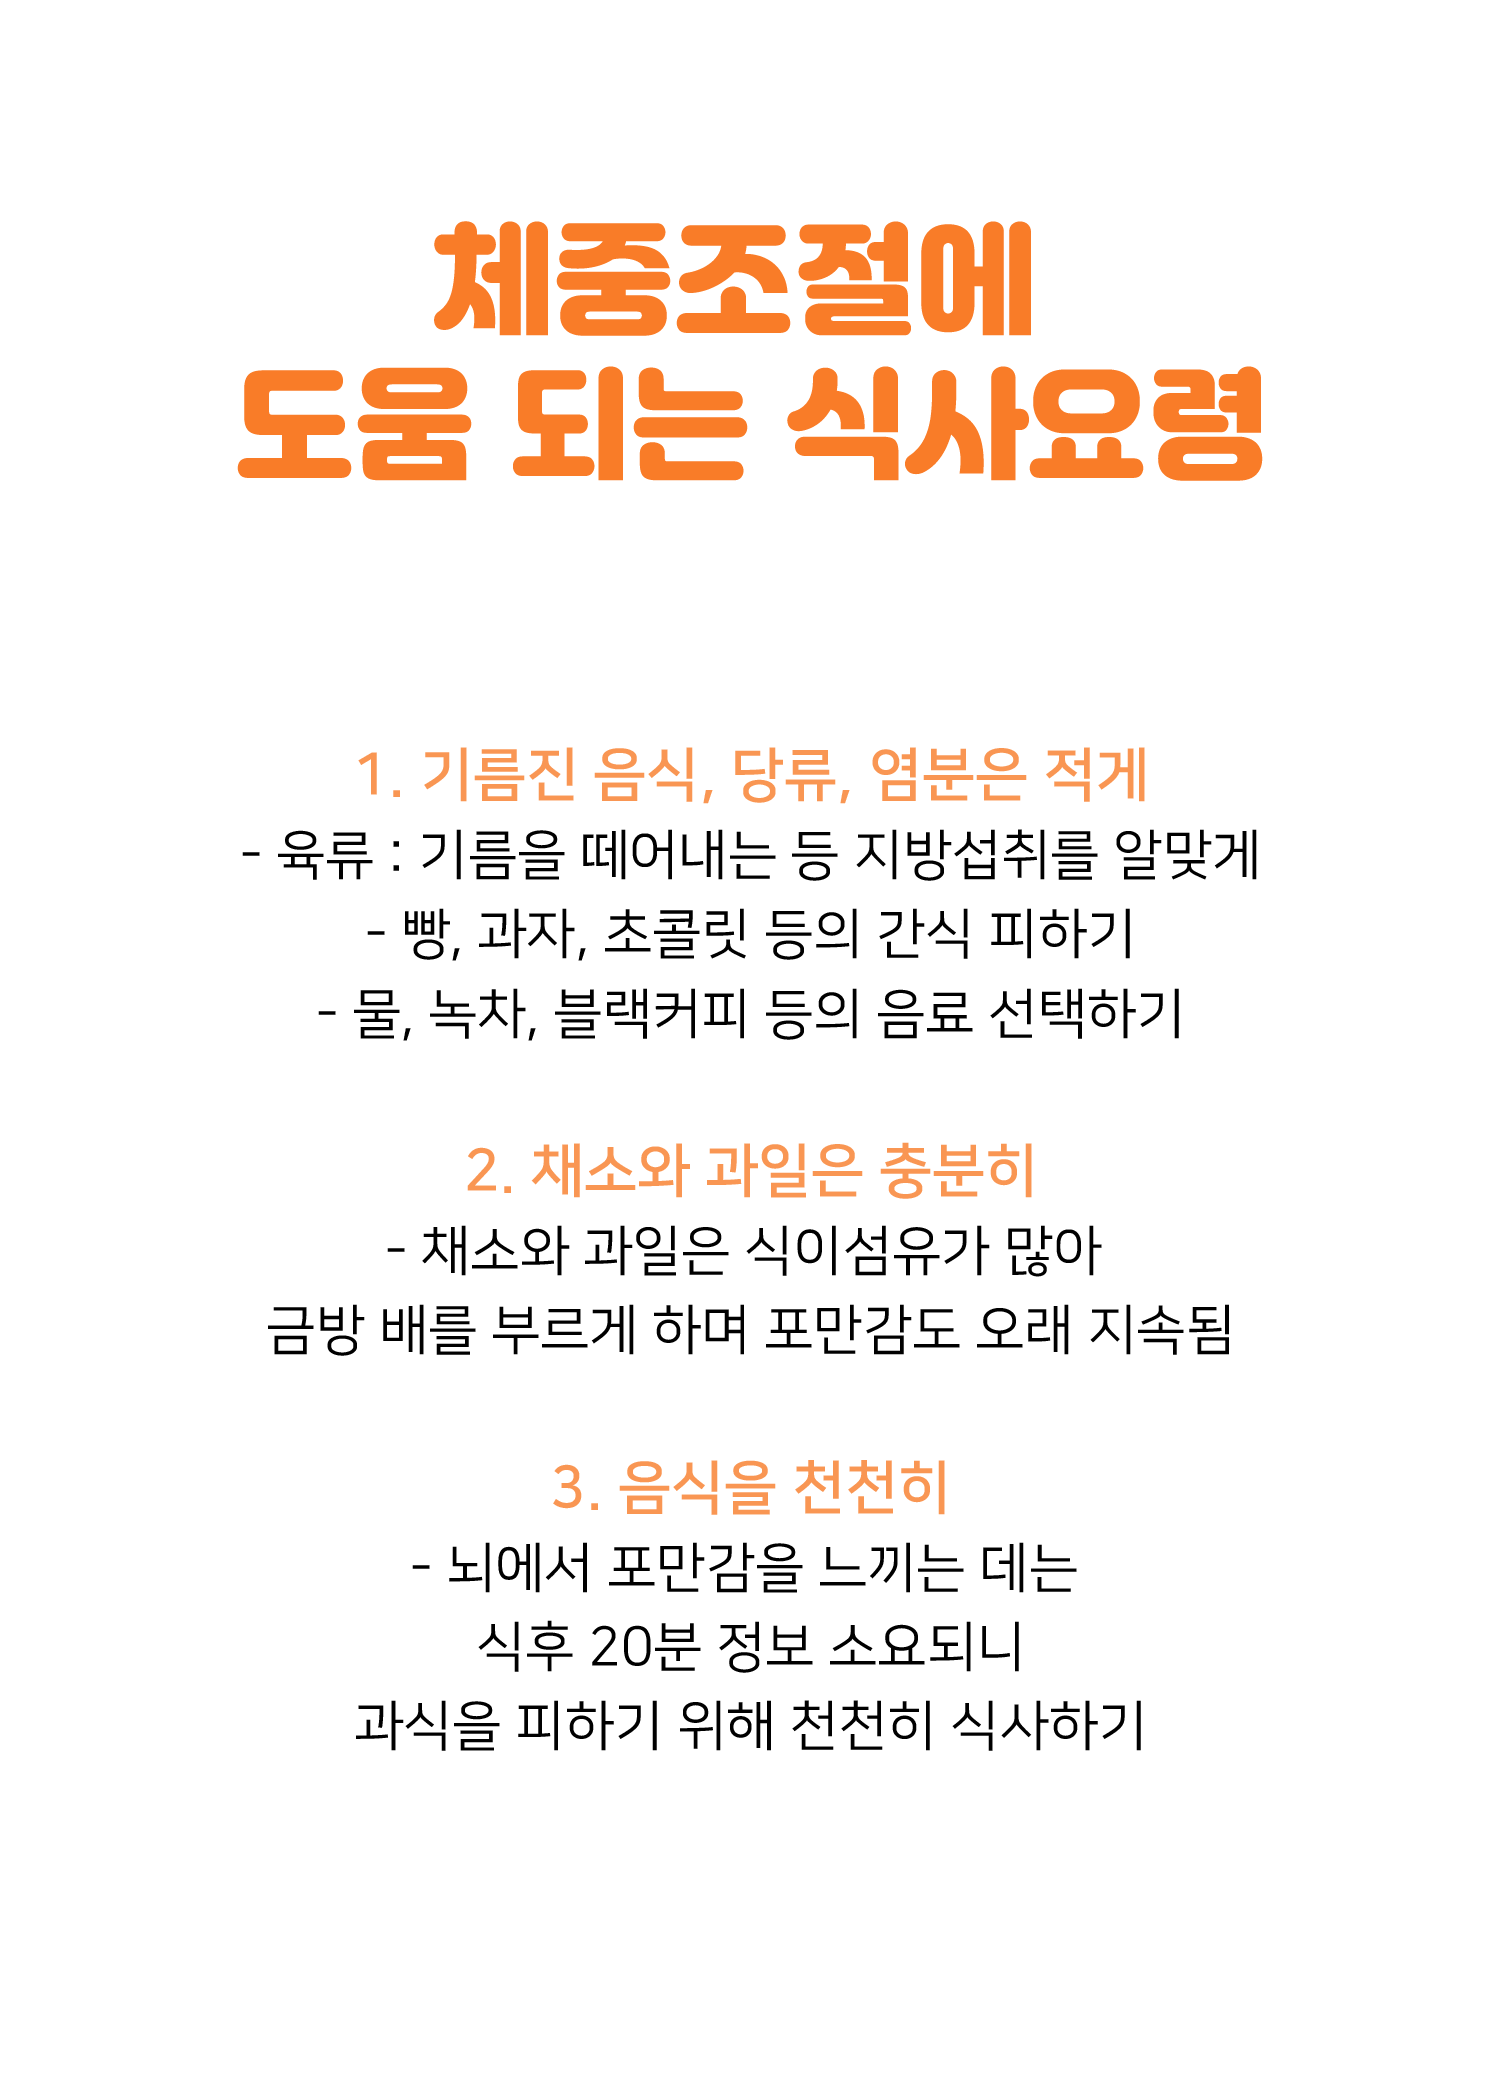 체중조절에
도움 되는 식사요령
1. 기름진 음식, 당류, 염분은 적게
- 육류 : 기름을 떼어내는 등 지방섭취를 알맞게
- 빵, 과자, 초콜릿 등의 간식 피하기
- 물, 녹차, 블랙커피 등의 음료 선택하기
2. 채소와 과일은 충분히
- 채소와 과일은 식이섬유가 많아
금방 배를 부르게 하며 포만감도 오래 지속됨
3. 음식을 천천히
- 뇌에서 포만감을 느끼는 데는
식후 20분 정보 소요되니
과식을 피하기 위해 천천히 식사하기